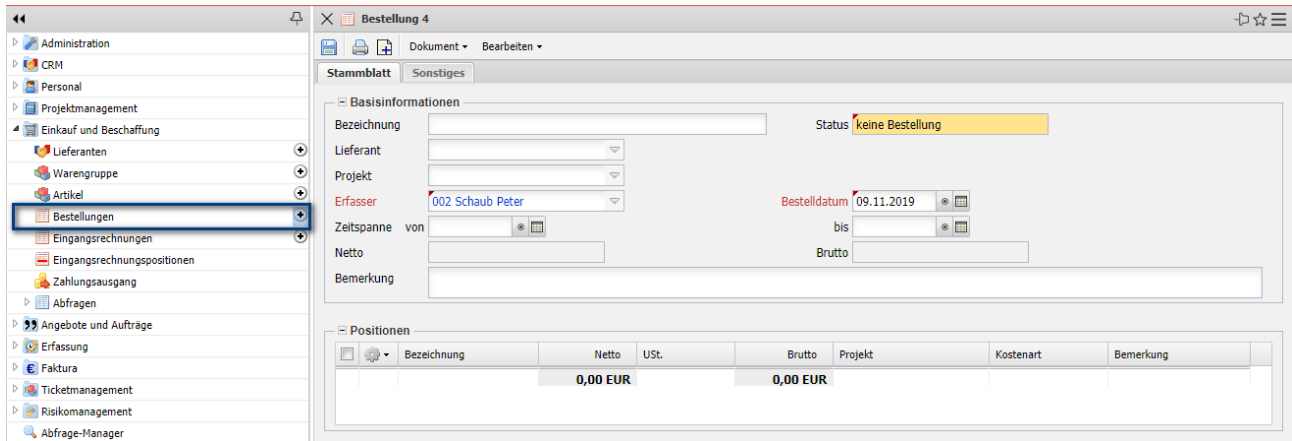 Bestellung 4
Administration
CRM
Personal
Projektmanagement
Einkauf und Beschaffung
Lieferanten
Warengruppe
Artikel
Bestellungen
Eingangsrechnungen
Eingangsrechnungspositionen
Zahlungsausgang
Abfragen
Angebote und Aufträge
Erfassung
Faktura
Ticketmanagement
Risikomanagement
Abfrage-Manager
Dokument Bearbeiten
Stammblatt Sonstiges
Basisinformationen
Bezeichnung Status keine Bestellung
Lieferant
Projekt
Erfasser 002 Schaub Peter Bestelldatum 09.11.2019
Zeitspanne von bis
Netto Brutto
Bemerkung
Positionen
Bezeichnung Netto USt. Brutto Projekt Kostenart Bemerkung
0,00 EUR 0,00 EUR